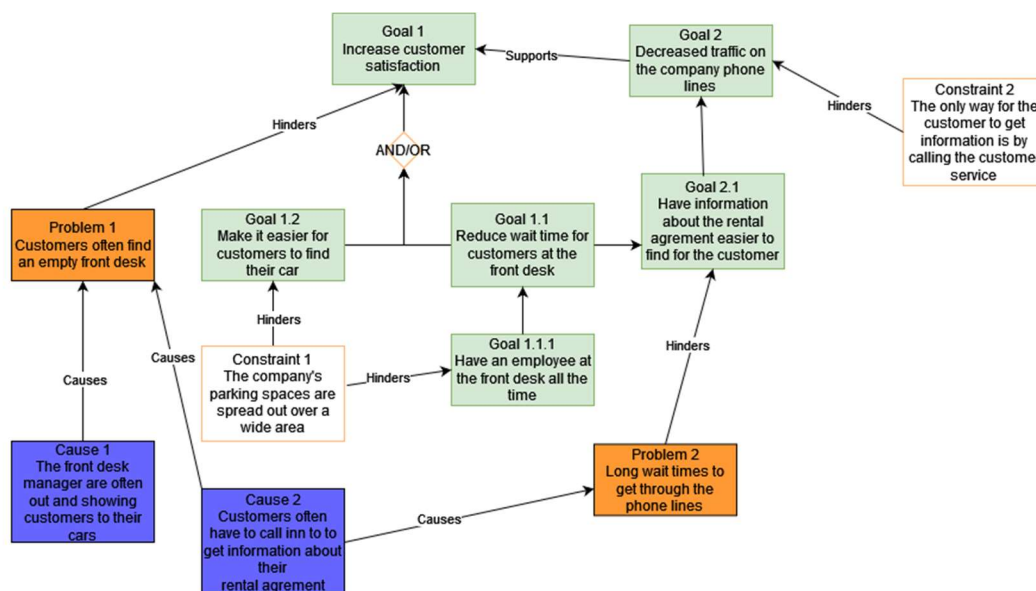 Goal 1
Increase customer
satisfaction
Goal 2
Decreased traffic on
the company phone
lines
Supports
Constraint 2
The only way for the
customer to get
information is by
calling the customer
service
Hinders
Hinders
AND/OR
Problem 1
Customers often find
an empty front desk
Goal 1.2
Make it easier for
customers to find
their car
Goal 1.1
Reduce wait time for
customers at the
front desk
Goal 2.1
Have information
about the rental
agrement easier to
find for the customer
Hinders
Causes
Causes
Constraint 1
The company's
parking spaces are
spread out over a
wide area
Hinders
Goal 1.1.1
Have an employee at
the front desk all the
time
Hinders
Cause 1
The front desk
manager are often
out and showing
customers to their
cars
Cause 2
Customers often
have to call inn to to
get information about
their
rental agrement
Causes
Problem 2
Long wait times to
get through the
phone lines